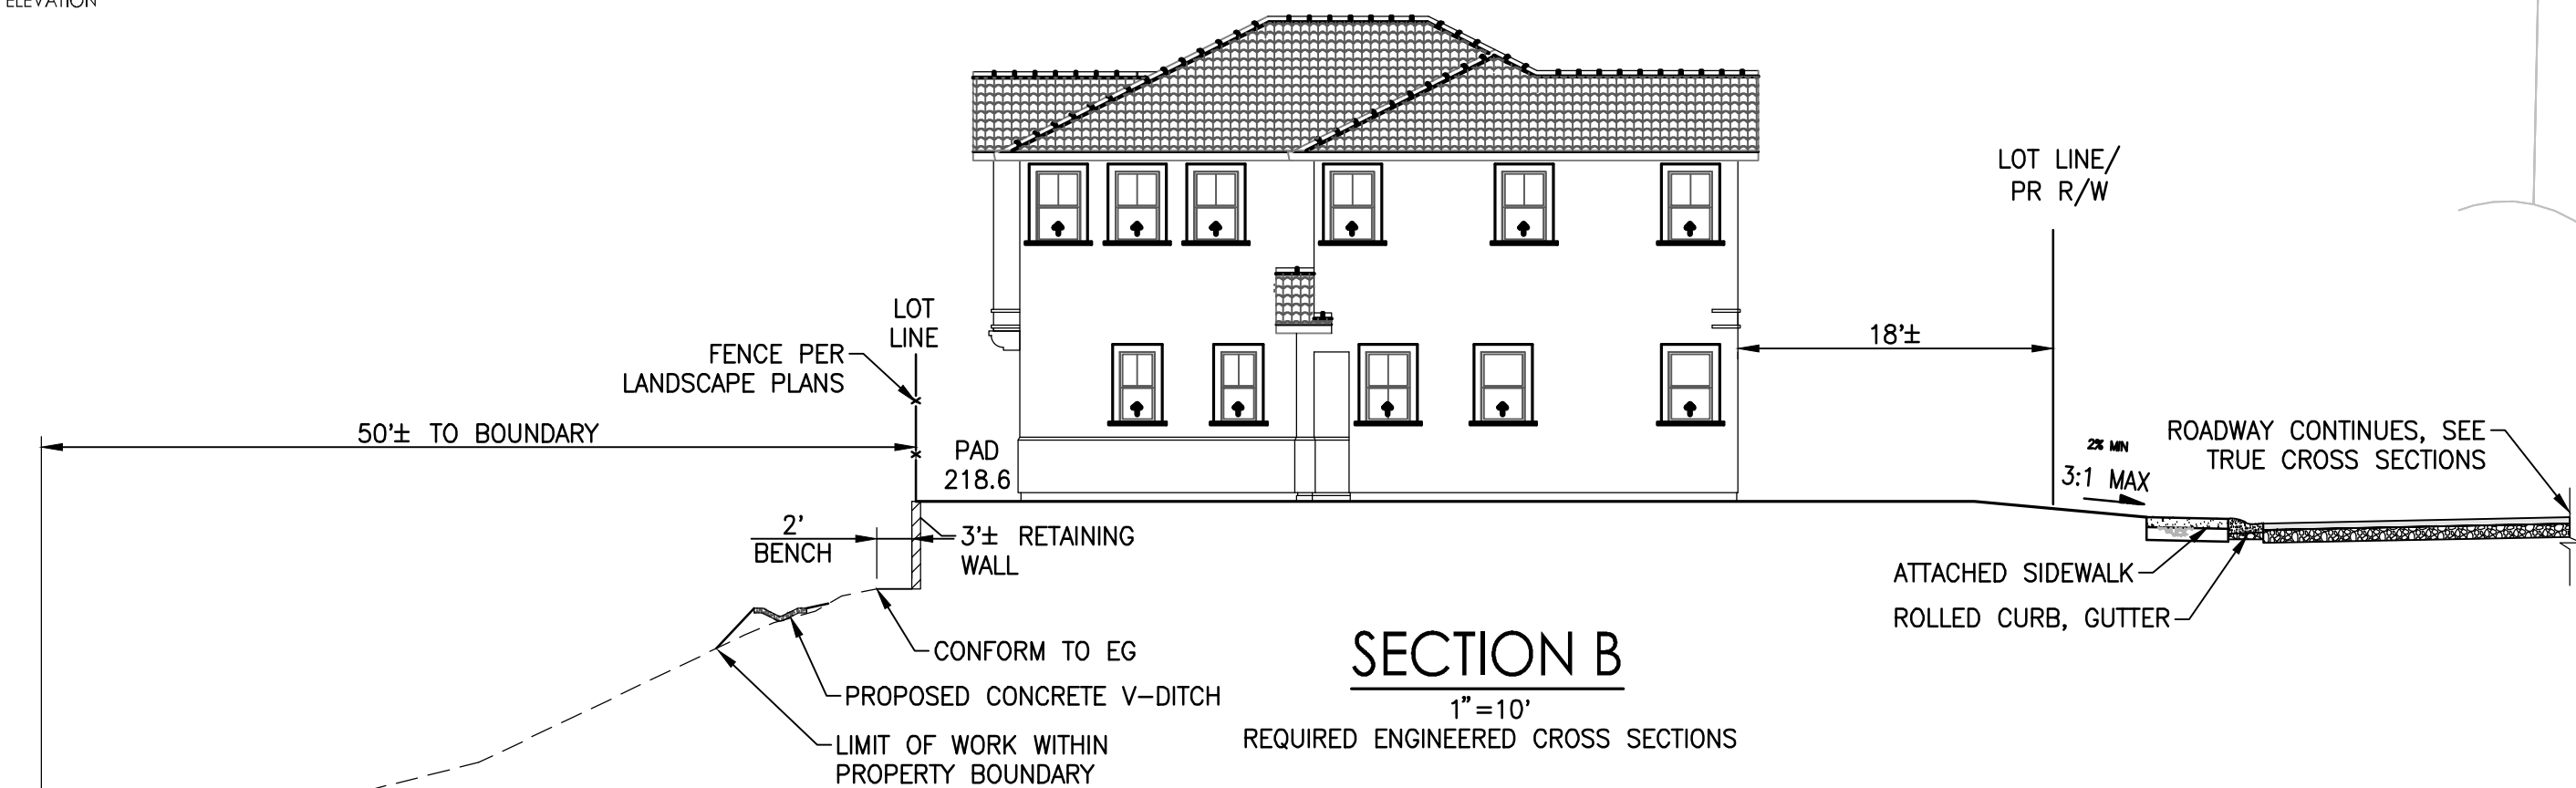 ELEVATION
LOT LINE/
PR R/W
LOT
LINE
18'±
FENCE PER
LANDSCAPE PLANS
50'± TO BOUNDARY
PAD
218.6
2% MIN
3:1 MAX
ROADWAY CONTINUES, SEE
TRUE CROSS SECTIONS
2'
BENCH
3'± RETAINING
WALL
ATTACHED SIDEWALK
ROLLED CURB, GUTTER
CONFORM TO EG
PROPOSED CONCRETE V-DITCH
LIMIT OF WORK WITHIN
PROPERTY BOUNDARY
SECTION B
1"=10'
REQUIRED ENGINEERED CROSS SECTIONS